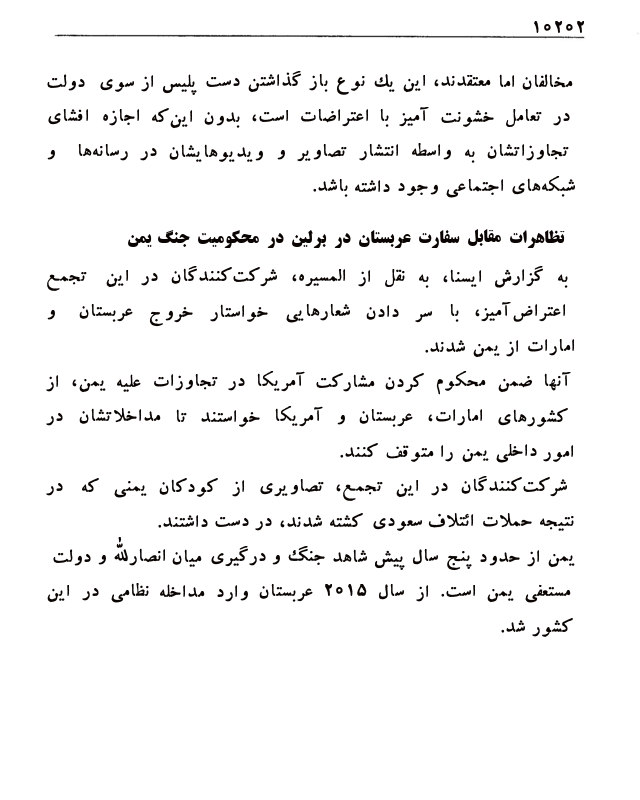 ۱۰۲۰۲
مخالفان اما معتقدند، این یك نوع باز گذاشتن دست پلیس از سوی دولت
در تعامل خشونت آمیز با اعتراضات است، بدون این‌که اجازه افشای
تجاوزاتشان به واسطه انتشار تصاویر و ویدیوهایشان در رسانه‌ها و
شبکه‌های اجتماعی وجود داشته باشد.
تظاهرات مقابل سفارت عربستان در برلین در محکومیت جنگ یمن
به گزارش ایسنا، به نقل از المسیره، شرکت‌کنندگان در این تجمع
اعتراض‌آمیز، با سر دادن شعارهایی خواستار خروج عربستان و
امارات از یمن شدند.
آنها ضمن محکوم کردن مشارکت آمریکا در تجاوزات علیه یمن، از
کشورهای امارات، عربستان و آمریکا خواستند تا مداخلاتشان در
امور داخلی یمن را متوقف کنند.
شرکت‌کنندگان در این تجمع، تصاویری از کودکان یمنی که در
نتیجه حملات ائتلاف سعودی کشته شدند، در دست داشتند.
یمن از حدود پنج سال پیش شاهد جنگ و درگیری میان انصارالله و دولت
مستعفی یمن است. از سال ۲۰۱۵ عربستان وارد مداخله نظامی در این
کشور شد.